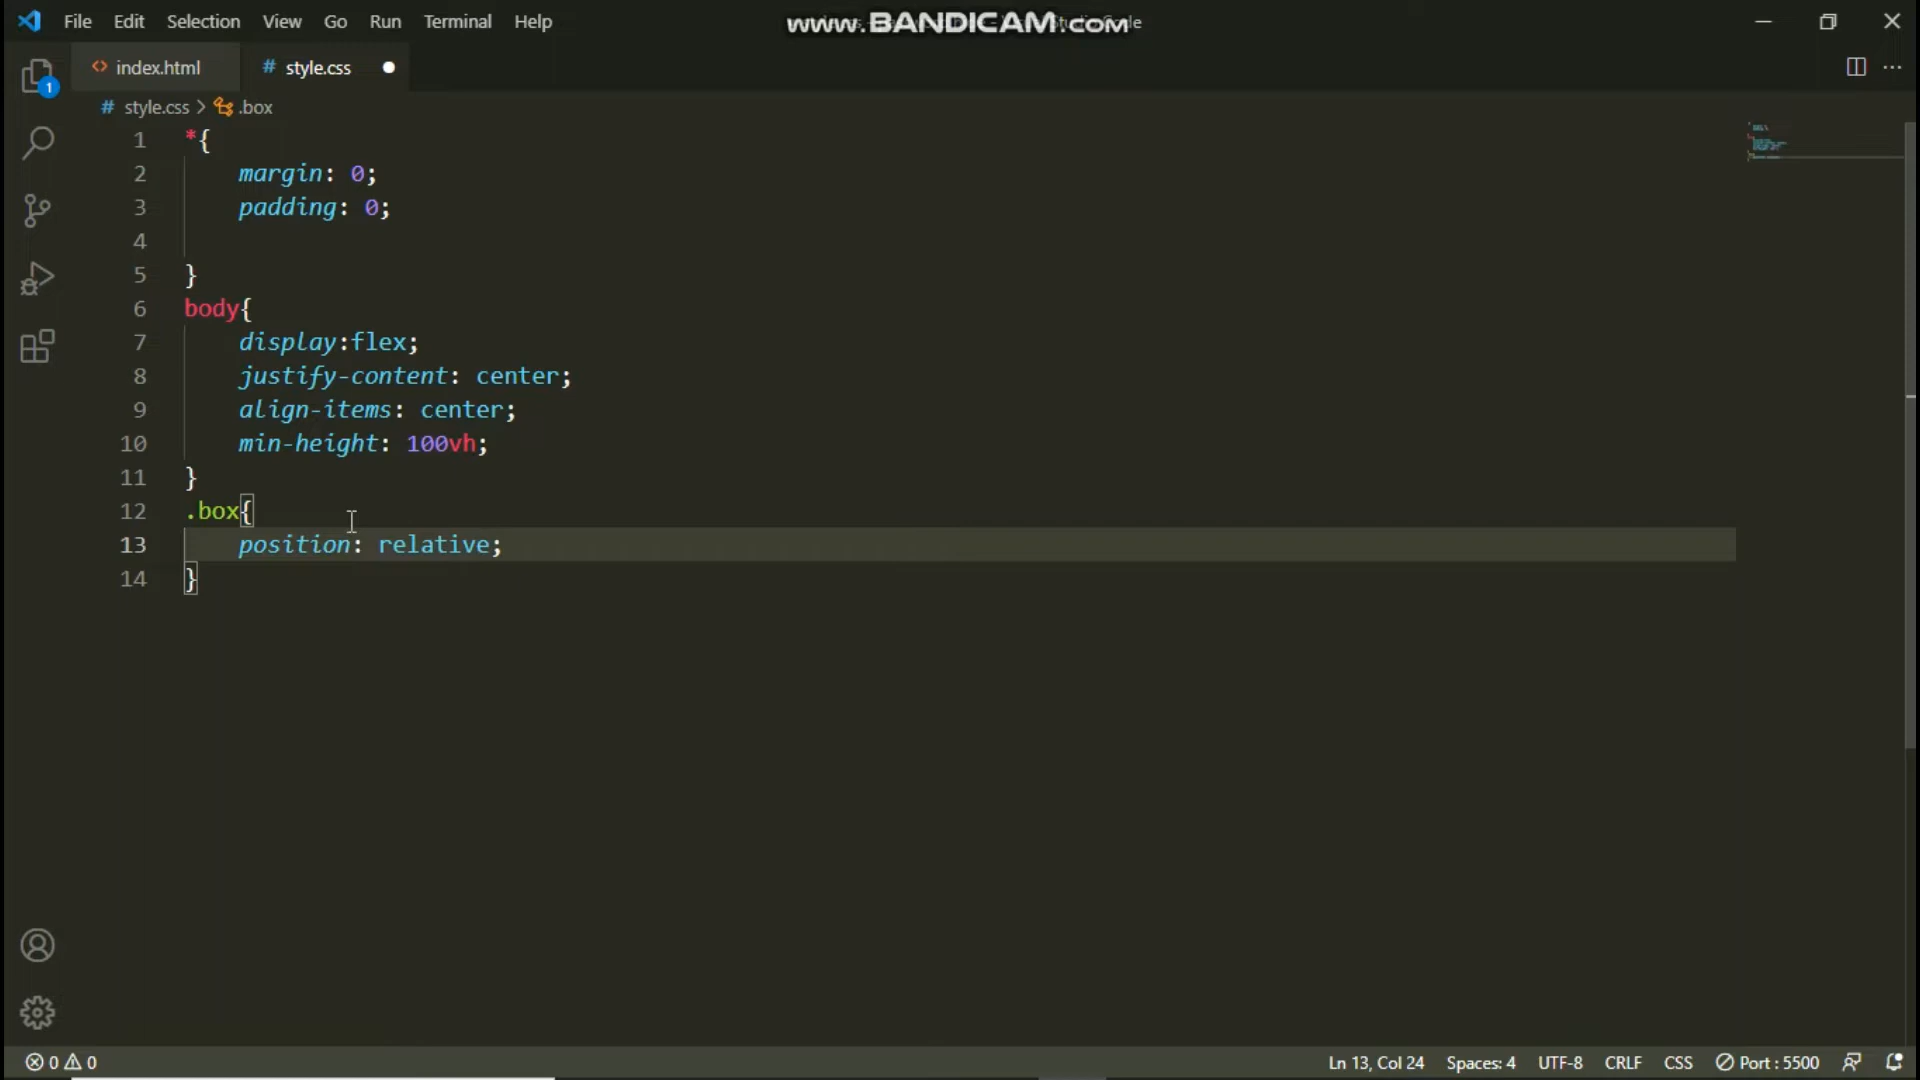 File Edit Selection View Go Run Terminal Help
www.BANDICAM.com
index.html
# style.css
# style.css > .box
1 *{
2 margin: 0;
3 padding: 0;
4
5 }
6 body{
7 display:flex;
8 justify-content: center;
9 align-items: center;
10 min-height: 100vh;
11 }
12 .box{
13 position: relative;
14 }
1
0 0
Ln 13, Col 24 Spaces: 4 UTF-8 CRLF CSS Port : 5500